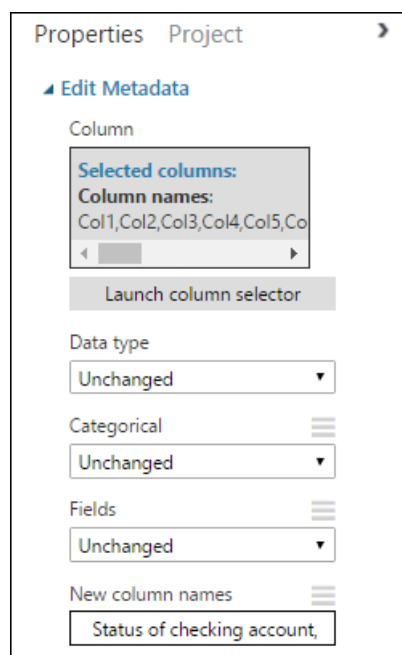 Properties Project
Edit Metadata
Column
Selected columns:
Column names:
Col1,Col2,Col3,Col4,Col5,Co
Launch column selector
Data type
Unchanged
Categorical
Unchanged
Fields
Unchanged
New column names
Status of checking account,